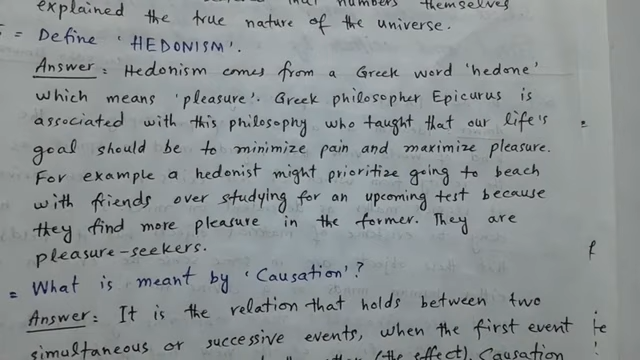 explained the true nature of the universe.
= Define 'HEDONISM'.
Answer: Hedonism comes from a Greek word 'hedone'
which means 'pleasure'. Greek philosopher Epicurus is
associated with this philosophy who taught that our life's
goal should be to minimize pain and maximize pleasure.
For example a hedonist might prioritize going to beach
with friends over studying for an upcoming test because
they find more pleasure in the former. They are
pleasure-seekers.
= What is meant by 'Causation'?
Answer: It is the relation that holds between two
simultaneous or successive events, when the first event
(the effect). Causation